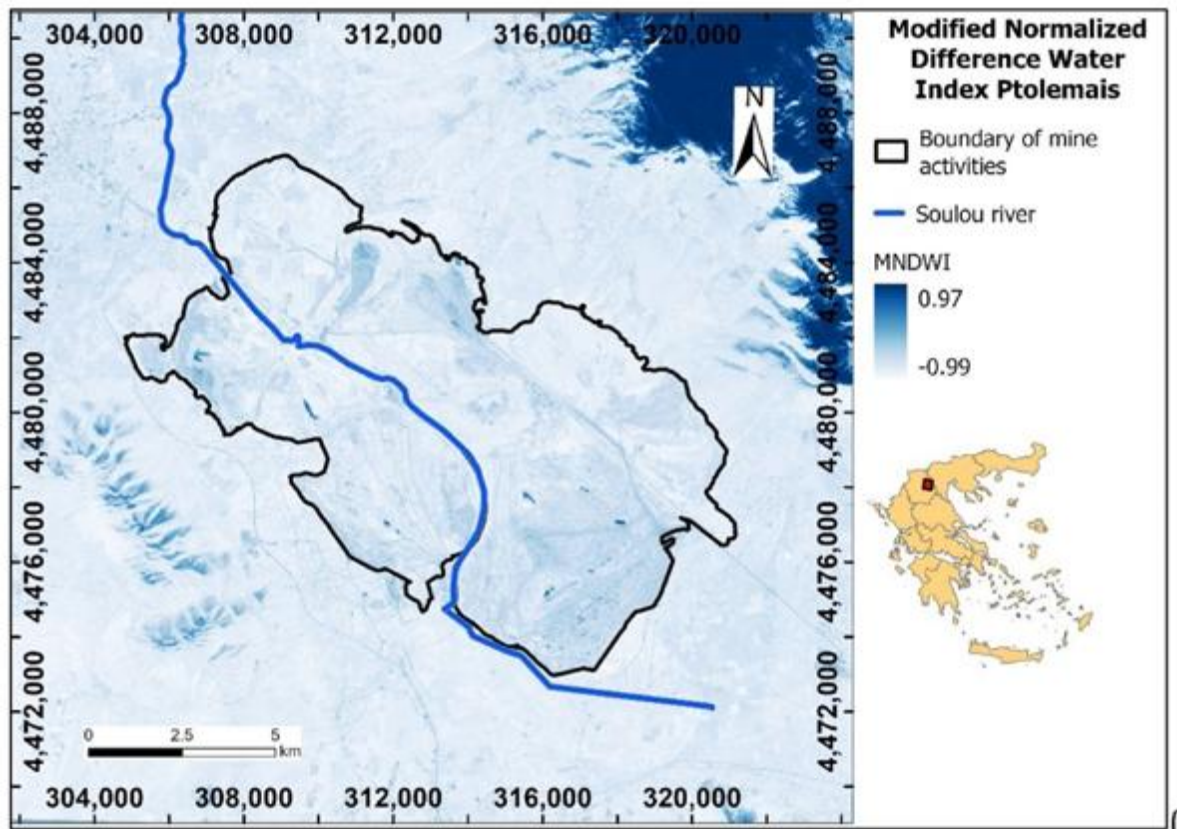 304,000 308,000 312,000 316,000 320,000
4,488,000
4,484,000
4,480,000
4,476,000
4,472,000
N
4,488,000
4,484,000
4,480,000
4,476,000
4,472,000
0 2.5 5
km
304,000 308,000 312,000 316,000 320,000
Modified Normalized
Difference Water
Index Ptolemais
Boundary of mine
activities
Soulou river
MNDWI
0.97
-0.99